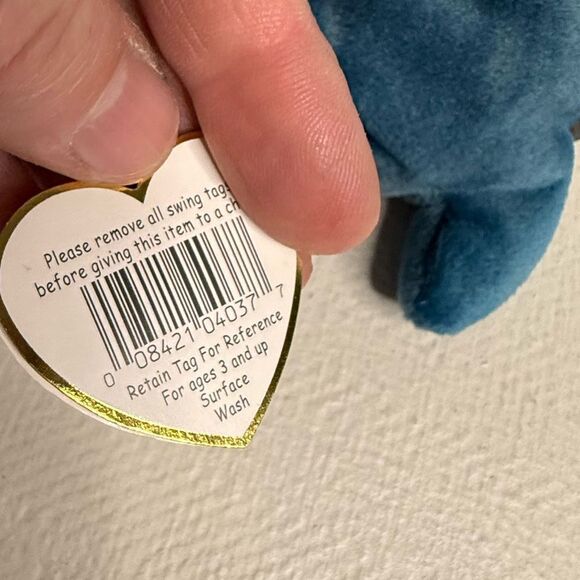 Please remove all swing tags
before giving this item to a
0 08421 04037 7
Retain Tag For Reference
For ages 3 and up
Surface
Wash